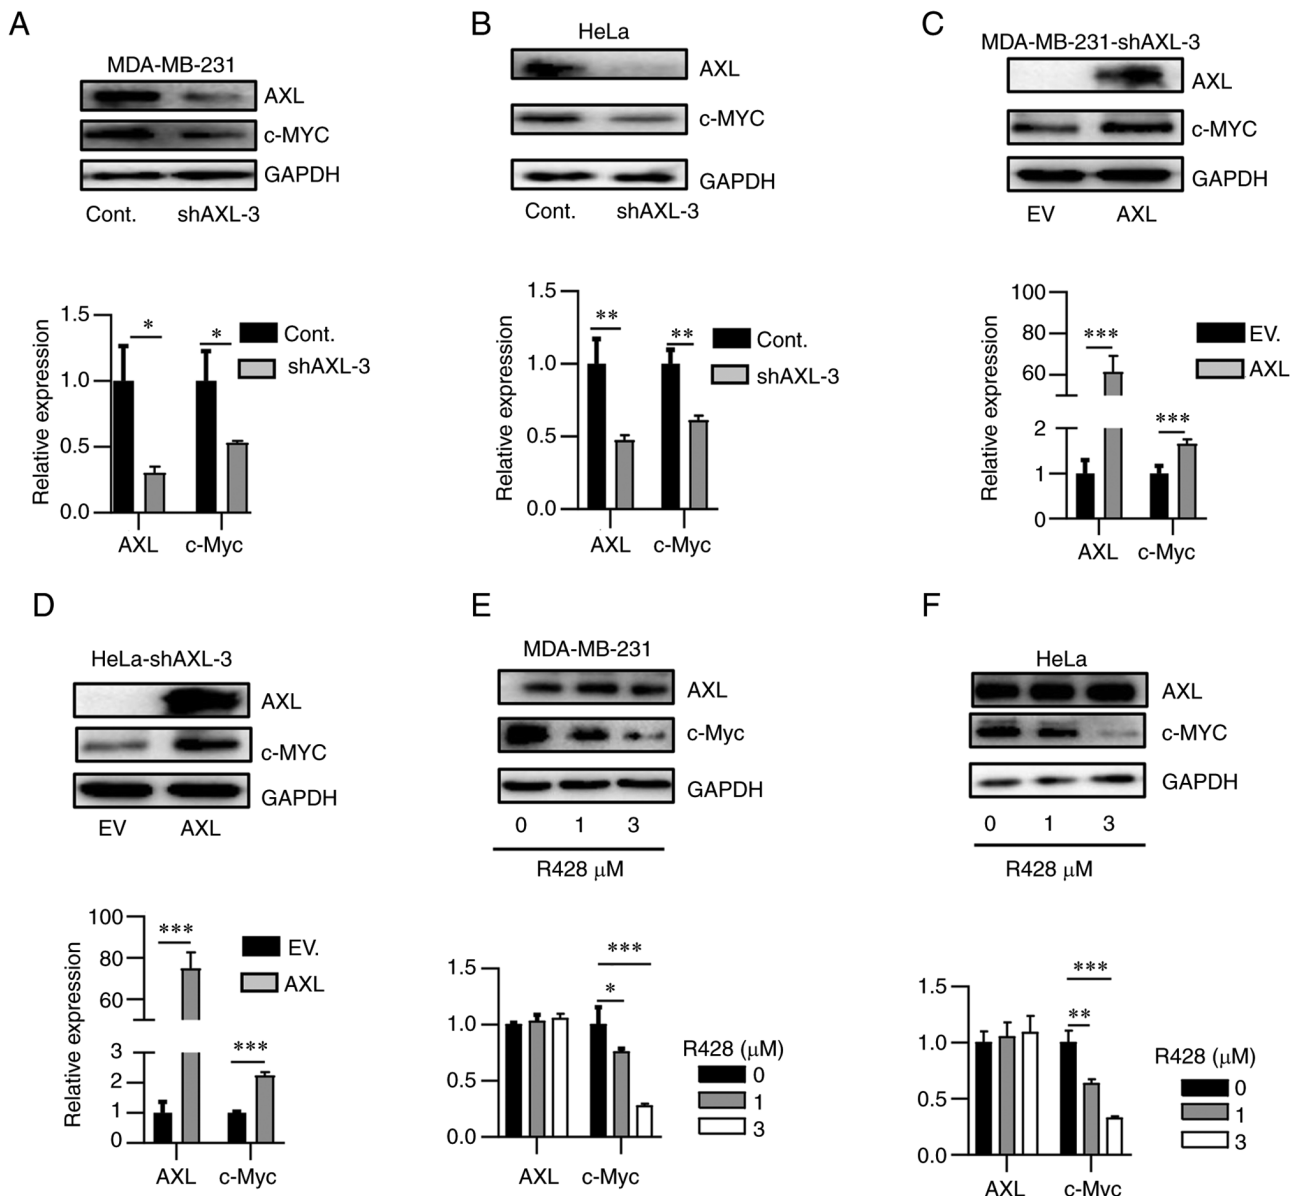 A
MDA-MB-231
AXL
c-MYC
GAPDH
Cont. shAXL-3
Relative expression
1.5
1.0
0.5
0.0
* *
Cont.
shAXL-3
AXL c-Myc
B
HeLa
AXL
c-MYC
GAPDH
Cont. shAXL-3
Relative expression
1.5
1.0
0.5
0.0
** **
Cont.
shAXL-3
AXL c-Myc
C
MDA-MB-231-shAXL-3
AXL
c-MYC
GAPDH
EV AXL
Relative expression
100
80
60
2
1
0
*** ***
EV.
AXL
AXL c-Myc
D
HeLa-shAXL-3
AXL
c-MYC
GAPDH
EV AXL
Relative expression
100
80
60
3
2
1
0
*** ***
EV.
AXL
AXL c-Myc
E
MDA-MB-231
AXL
c-Myc
GAPDH
0 1 3
R428 μM
1.5
1.0
0.5
0.0
***
*
R428 (μM)
0
1
3
AXL c-Myc
F
HeLa
AXL
c-MYC
GAPDH
0 1 3
R428 μM
1.5
1.0
0.5
0.0
***
**
R428 (μM)
0
1
3
AXL c-Myc